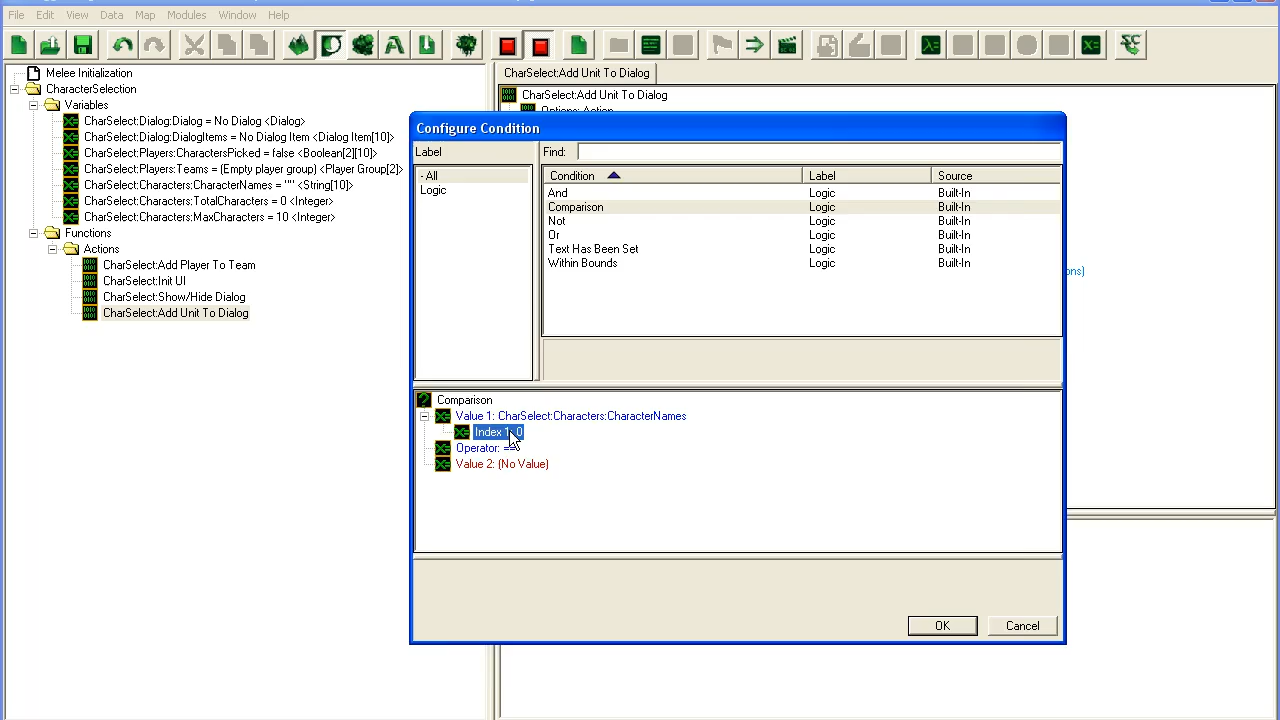 File Edit View Data Map Modules Window Help
Melee Initialization
CharacterSelection
Variables
CharSelect:Dialog:Dialog = No Dialog <Dialog>
CharSelect:Dialog:DialogItems = No Dialog Item <Dialog Item[10]>
CharSelect:Players:CharactersPicked = false <Boolean[2][10]>
CharSelect:Players:Teams = (Empty player group) <Player Group[2]>
CharSelect:Characters:CharacterNames = "" <String[10]>
CharSelect:Characters:TotalCharacters = 0 <Integer>
CharSelect:Characters:MaxCharacters = 10 <Integer>
Functions
Actions
CharSelect:Add Player To Team
CharSelect:Init UI
CharSelect:Show/Hide Dialog
CharSelect:Add Unit To Dialog
CharSelect:Add Unit To Dialog
CharSelect:Add Unit To Dialog
Options: Action
ons)
Configure Condition
Label
- All
Logic
Find:
Condition Label Source
And Logic Built-In
Comparison Logic Built-In
Not Logic Built-In
Or Logic Built-In
Text Has Been Set Logic Built-In
Within Bounds Logic Built-In
Comparison
Value 1: CharSelect:Characters:CharacterNames
Index 1: 0
Operator: ==
Value 2: (No Value)
OK Cancel